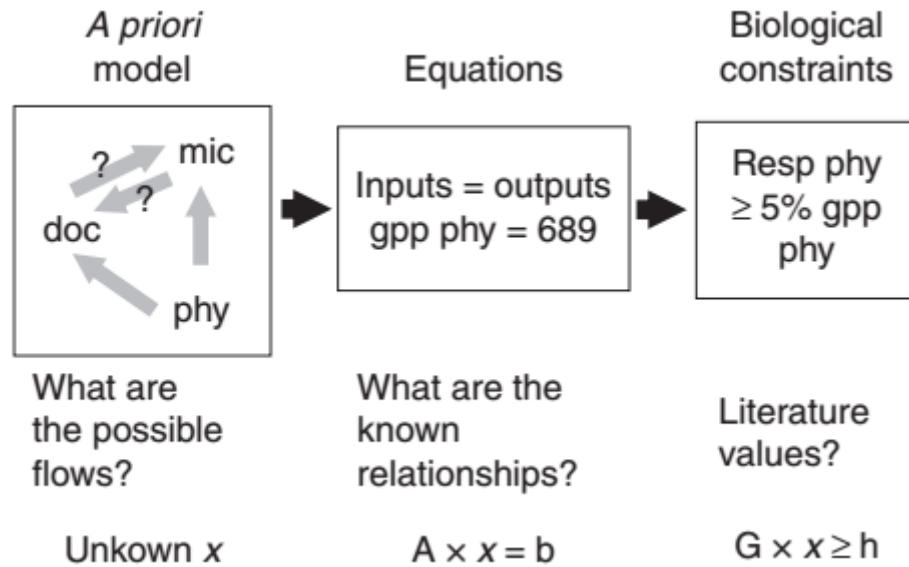 A priori
model
Equations
Biological
constraints
?
mic
?
doc
phy
Inputs = outputs
gpp phy = 689
Resp phy
≥ 5% gpp
phy
What are
the possible
flows?
What are the
known
relationships?
Literature
values?
Unkown x
A × x = b
G × x ≥ h